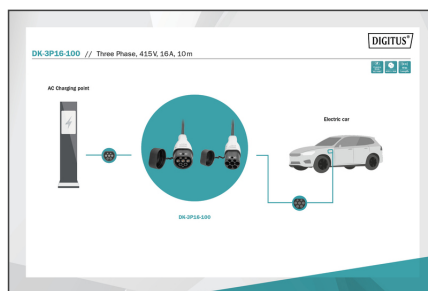 DIGITUS®
DK-3P16-100 // Three Phase, 415V, 16A, 10m
AC Charging point
Electric car
DK-3P16-100